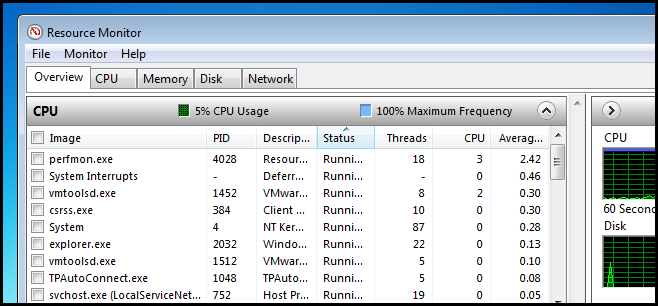 Resource Monitor
File Monitor Help
Overview CPU Memory Disk Network
CPU 5% CPU Usage 100% Maximum Frequency
Image PID Descrip... Status Threads CPU Averag...
perfmon.exe 4028 Resour... Runni... 18 3 2.42
System Interrupts - Deferr... Runni... - 0 0.46
vmtoolsd.exe 1452 VMwar... Runni... 8 2 0.30
csrss.exe 384 Client ... Runni... 10 0 0.30
System 4 NT Ker... Runni... 87 0 0.28
explorer.exe 2032 Windo... Runni... 22 0 0.13
vmtoolsd.exe 1512 VMwar... Runni... 5 0 0.10
TPAutoConnect.exe 1048 TPAuto... Runni... 5 0 0.08
svchost.exe (LocalServiceNet... 752 Host Pr... Runni... 19 0 0.05
CPU
60 Secon
Disk